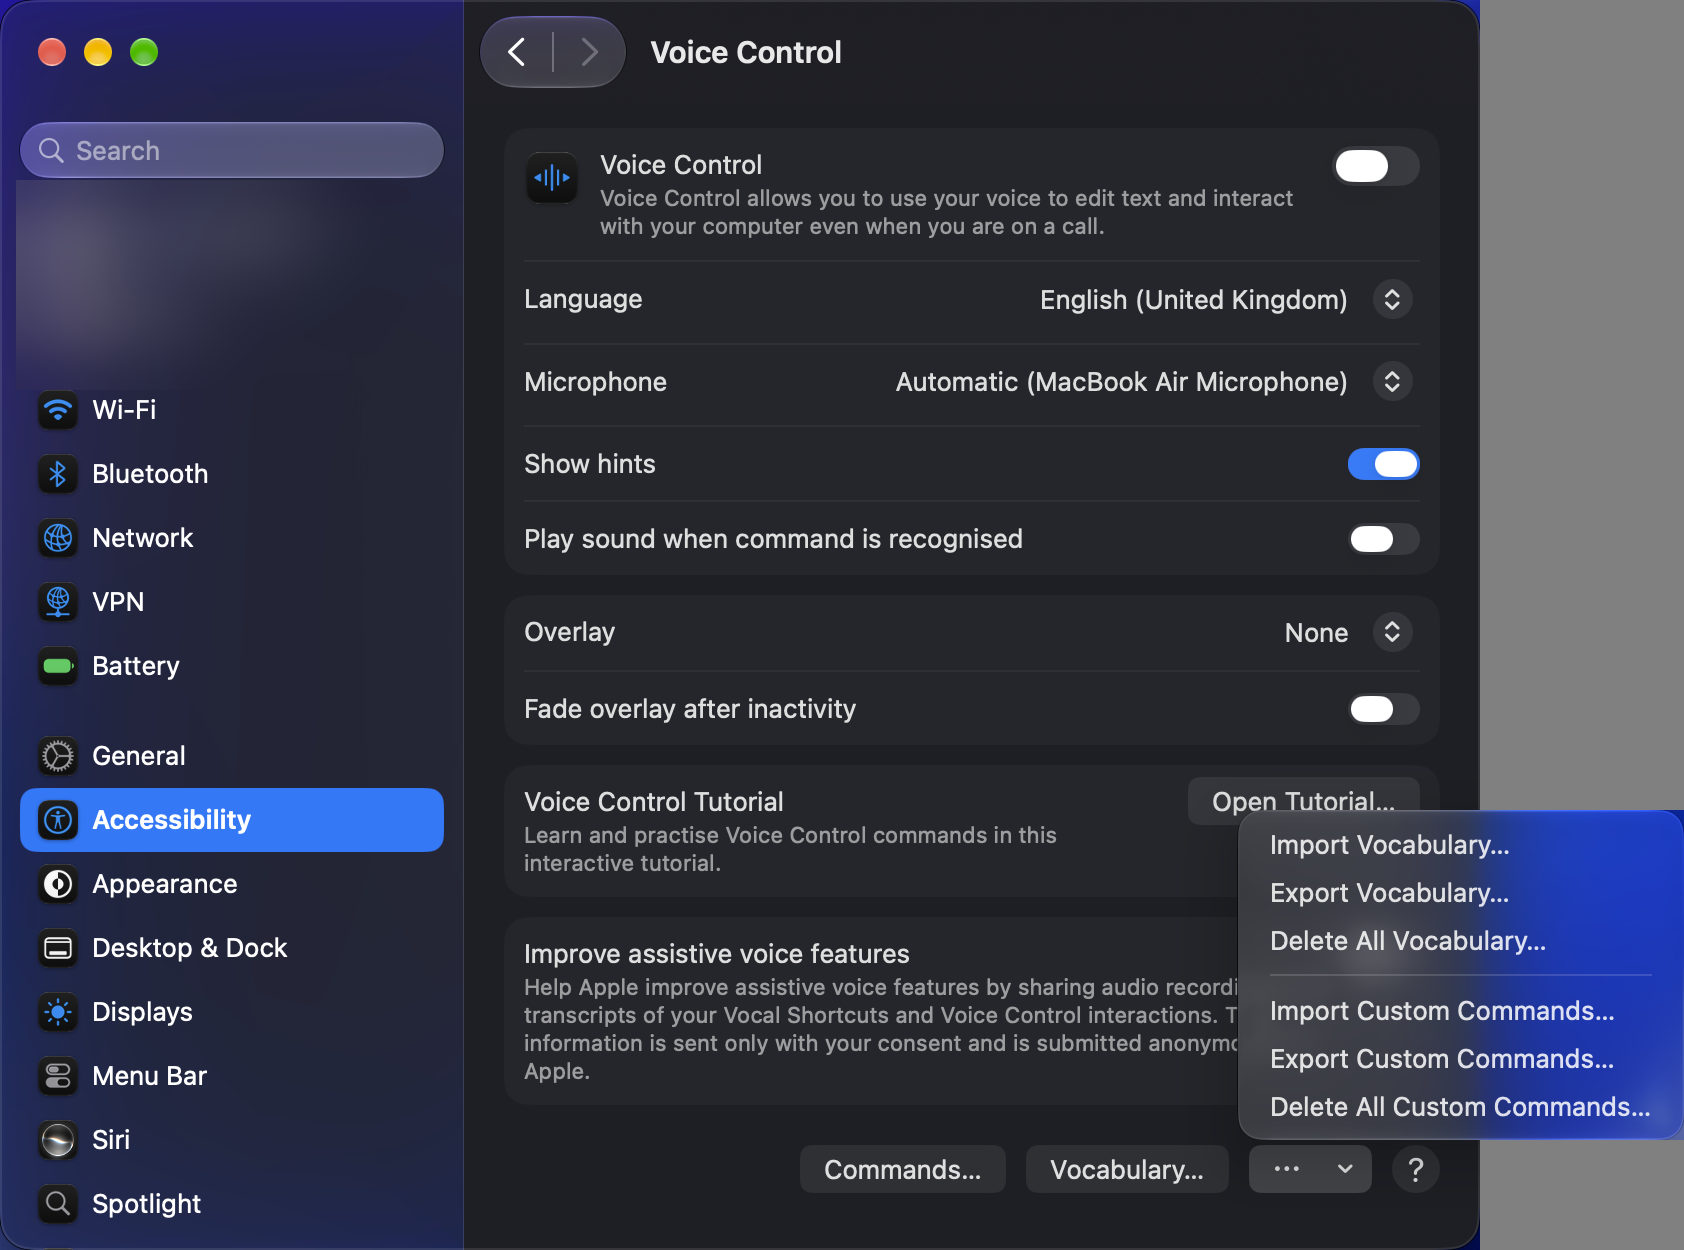 Voice Control
Search
Wi-Fi
Bluetooth
Network
VPN
Battery
General
Accessibility
Appearance
Desktop & Dock
Displays
Menu Bar
Siri
Spotlight
Voice Control
Voice Control allows you to use your voice to edit text and interact
with your computer even when you are on a call.
Language English (United Kingdom)
Microphone Automatic (MacBook Air Microphone)
Show hints
Play sound when command is recognised
Overlay None
Fade overlay after inactivity
Voice Control Tutorial Open Tutorial...
Learn and practise Voice Control commands in this
interactive tutorial.
Improve assistive voice features
Help Apple improve assistive voice features by sharing audio recordi
transcripts of your Vocal Shortcuts and Voice Control interactions. T
information is sent only with your consent and is submitted anonymo
Apple.
Import Vocabulary...
Export Vocabulary...
Delete All Vocabulary...
Import Custom Commands...
Export Custom Commands...
Delete All Custom Commands...
Commands... Vocabulary... ... ?